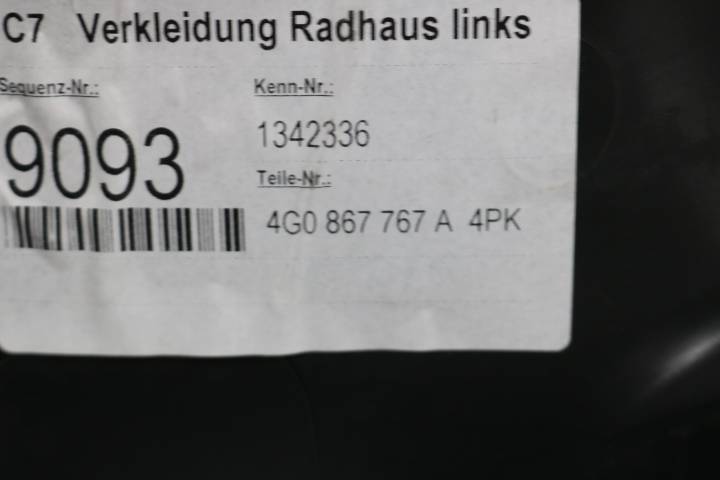 C7 Verkleidung Radhaus links
Sequenz-Nr.:
9093
Kenn-Nr.:
1342336
Teile-Nr.:
4G0 867 767 A 4PK